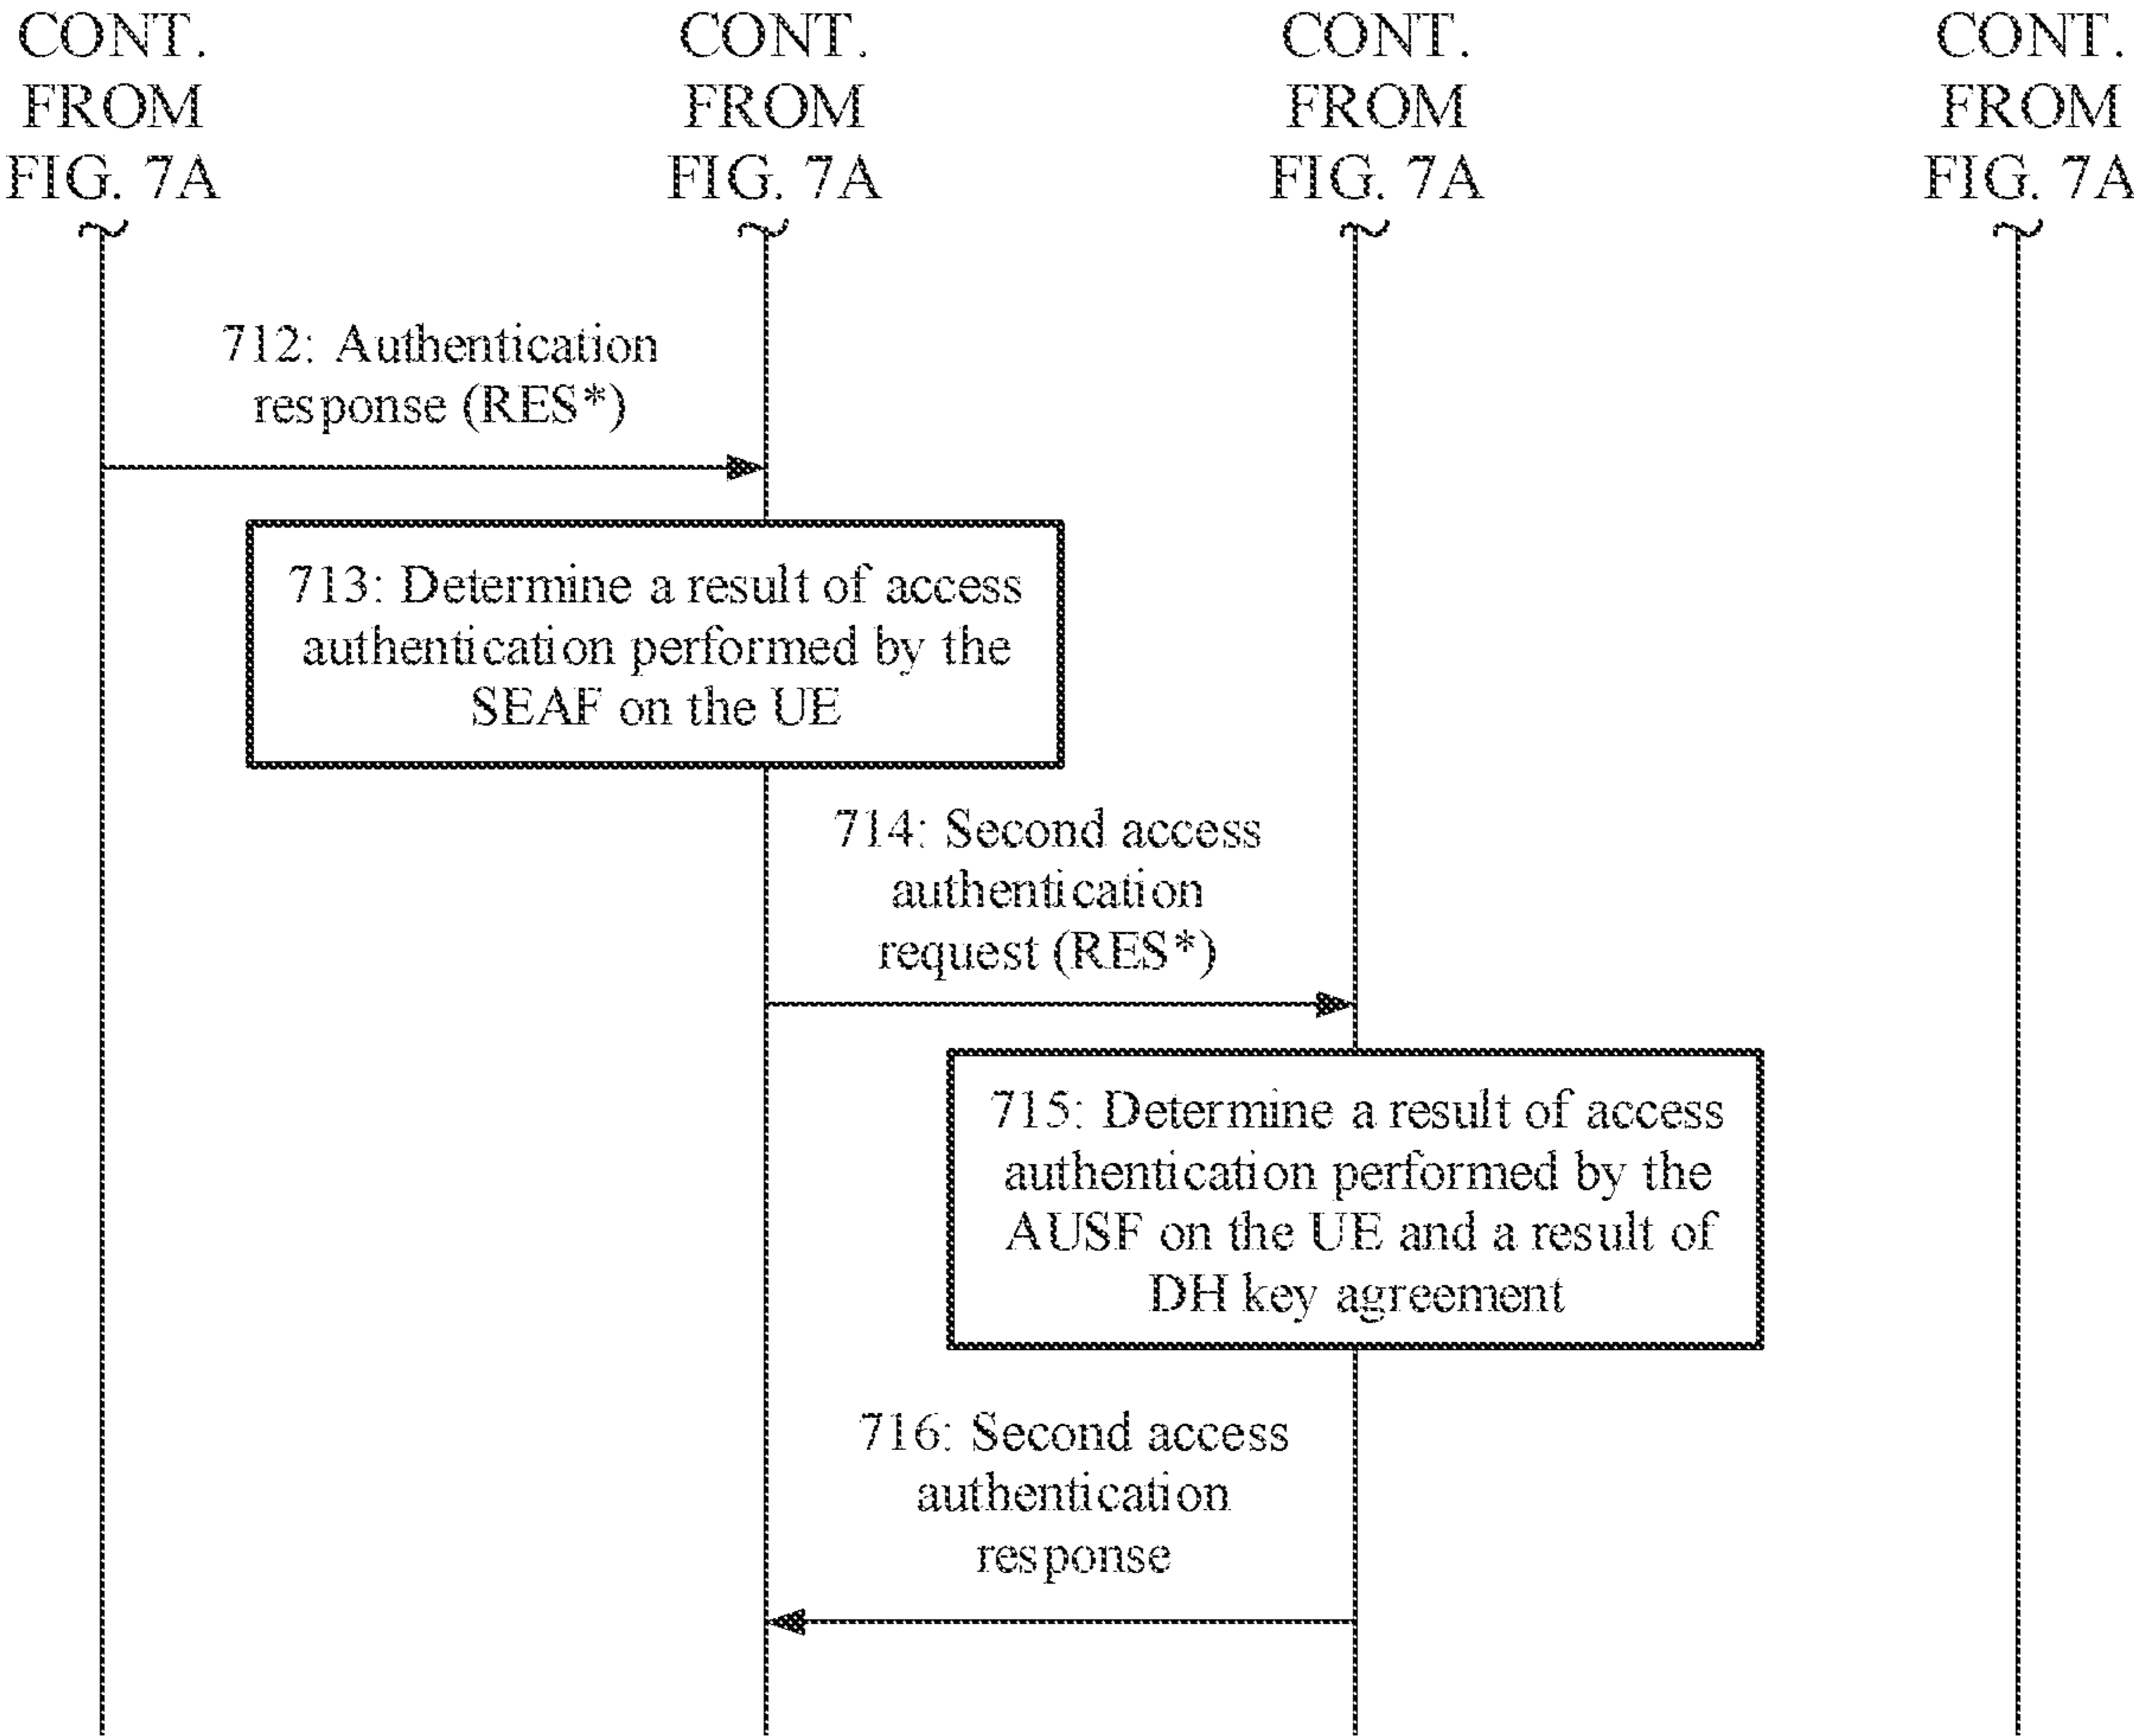 CONT.
FROM
FIG. 7A
CONT.
FROM
FIG. 7A
CONT.
FROM
FIG. 7A
CONT.
FROM
FIG. 7A
712: Authentication
response (RES*)
713: Determine a result of access
authentication performed by the
SEAF on the UE
714: Second access
authentication
request (RES*)
715: Determine a result of access
authentication performed by the
AUSF on the UE and a result of
DH key agreement
716: Second access
authentication
response